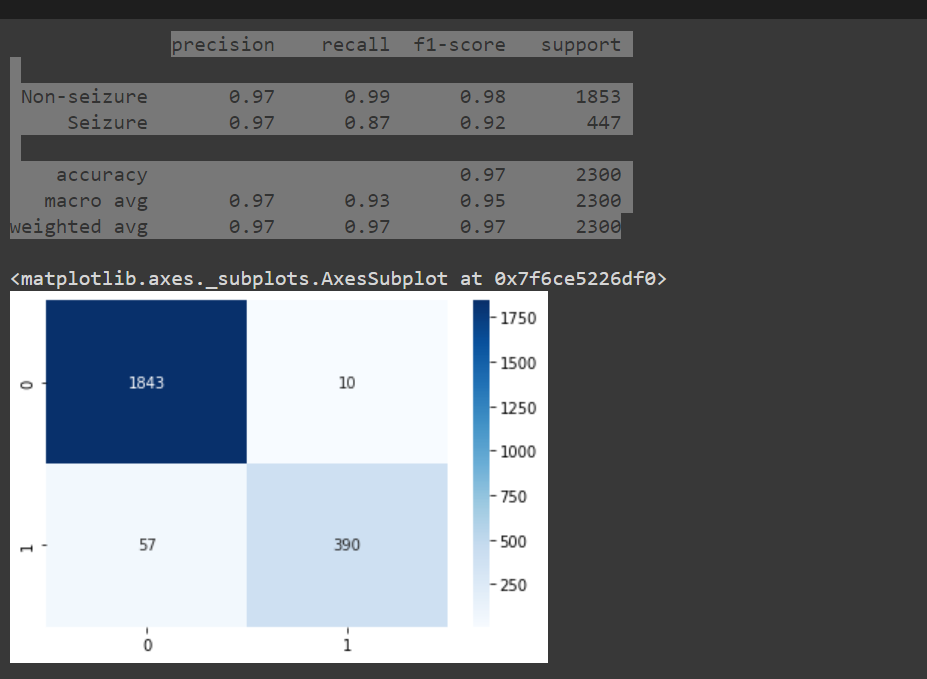 precision recall f1-score support
Non-seizure 0.97 0.99 0.98 1853
Seizure 0.97 0.87 0.92 447
accuracy 0.97 2300
macro avg 0.97 0.93 0.95 2300
weighted avg 0.97 0.97 0.97 2300
<matplotlib.axes._subplots.AxesSubplot at 0x7f6ce5226df0>
1750
0 1843 10
1500
1250
1000
750
1 57 390
500
250
0 1